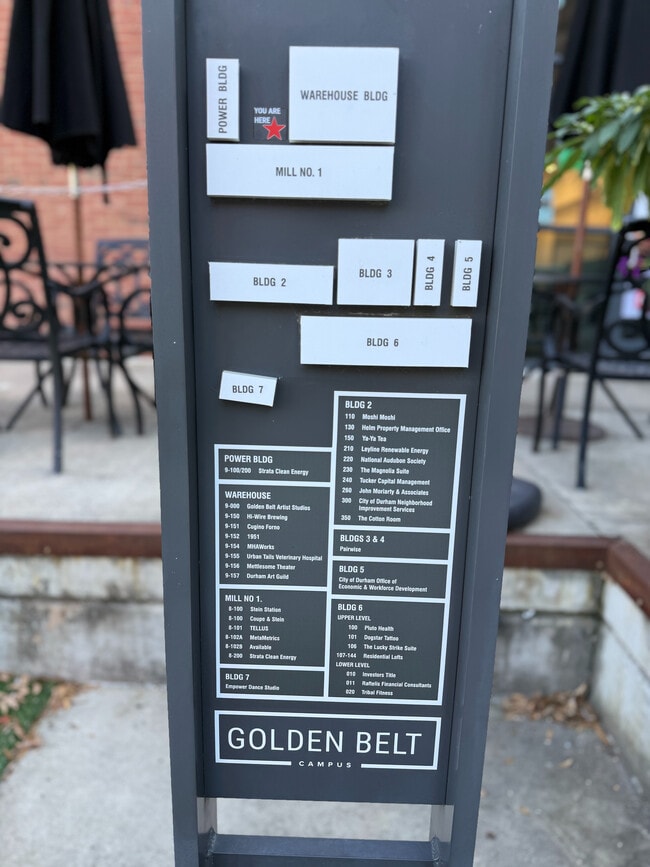 POWER BLDG
YOU ARE
HERE
WAREHOUSE BLDG
MILL NO. 1
BLDG 2
BLDG 3
BLDG 4
BLDG 5
BLDG 6
BLDG 7
POWER BLDG
9-100/200 Strata Clean Energy
WAREHOUSE
9-000 Golden Belt Artist Studios
9-150 Hi-Wire Brewing
9-151 Cugino Forno
9-152 1951
9-154 MHAWorks
9-155 Urban Tails Veterinary Hospital
9-156 Mettlesome Theater
9-157 Durham Art Guild
MILL NO 1.
8-100 Stein Station
8-100 Coupe & Stein
8-101 TELLUS
8-102A MetaMetrics
8-102B Available
8-200 Strata Clean Energy
BLDG 7
Empower Dance Studio
BLDG 2
110 Moshi Moshi
130 Helm Property Management Office
150 Ya-Ya Tea
210 Leyline Renewable Energy
220 National Audubon Society
230 The Magnolia Suite
240 Tucker Capital Management
260 John Moriarty & Associates
300 City of Durham Neighborhood
Improvement Services
350 The Cotton Room
BLDGS 3 & 4
Pairwise
BLDG 5
City of Durham Office of
Economic & Workforce Development
BLDG 6
UPPER LEVEL
100 Pluto Health
101 Dogstar Tattoo
106 The Lucky Strike Suite
107-144 Residential Lofts
LOWER LEVEL
010 Investors Title
011 Raftelis Financial Consultants
020 Tribal Fitness
GOLDEN BELT
CAMPUS